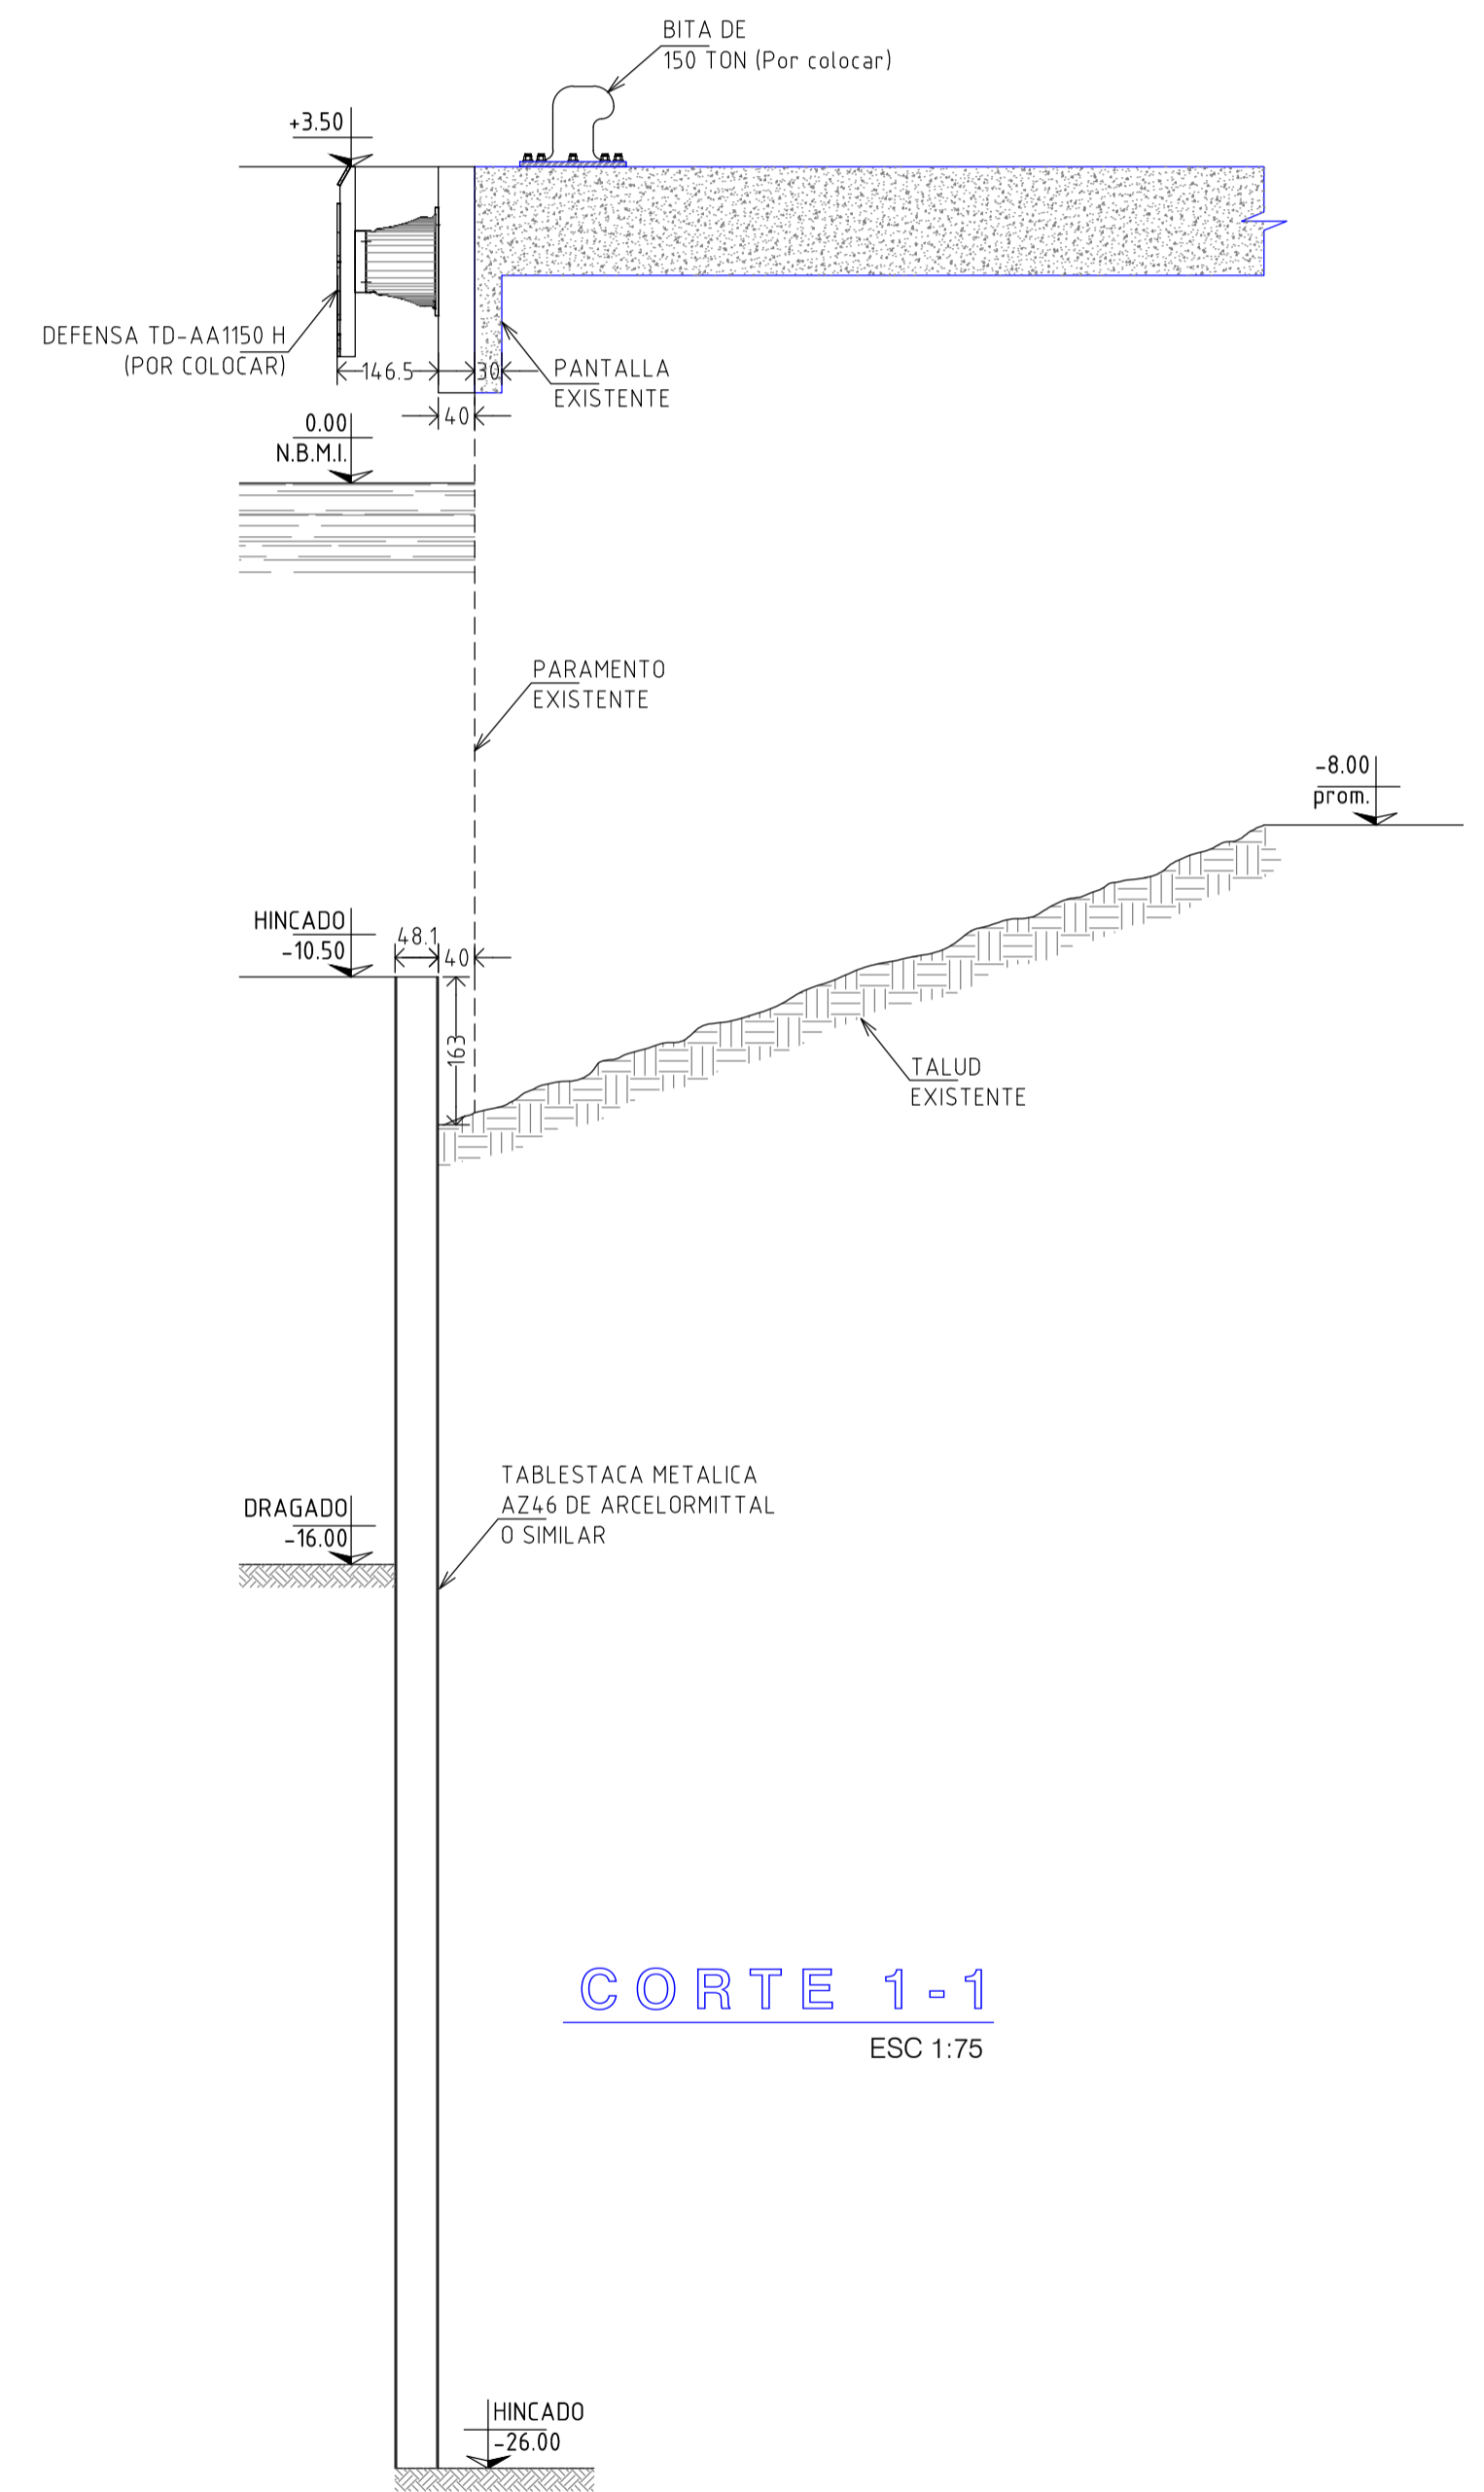 BITA DE
150 TON (Por colocar)
+3.50
DEFENSA TD-AA1150 H
(POR COLOCAR)
146.5
30
PANTALLA
EXISTENTE
40
0.00
N.B.M.I.
PARAMENTO
EXISTENTE
-8.00
prom.
HINCADO
-10.50
48.1
40
163
TALUD
EXISTENTE
TABLESTACA METALICA
AZ46 DE ARCELORMITTAL
O SIMILAR
DRAGADO
-16.00
CORTE 1-1
ESC 1:75
HINCADO
-26.00